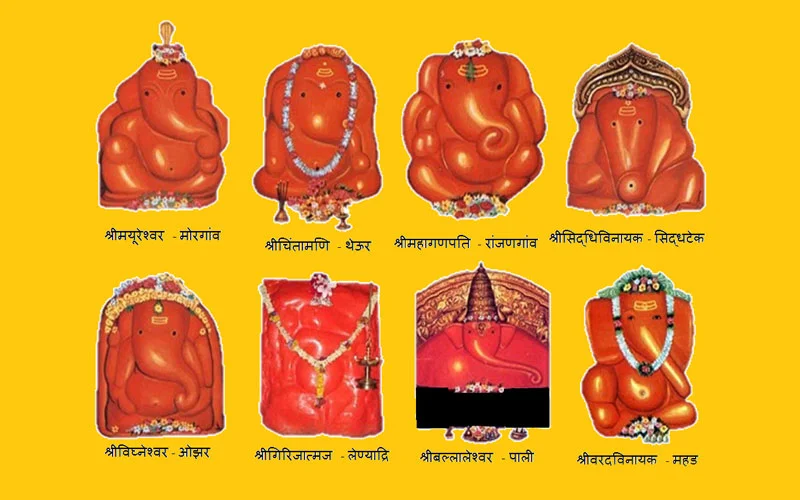 श्रीमयूरेश्वर - मोरगांव
श्रीचिंतामणि - थेऊर
श्रीमहागणपति - रांजणगांव
श्रीसिद्धिविनायक - सिद्धटेक
श्रीविघ्नेश्वर - ओझर
श्रीगिरिजात्मज - लेण्याद्रि
श्रीबल्लालेश्वर - पाली
श्रीवरदविनायक - महड